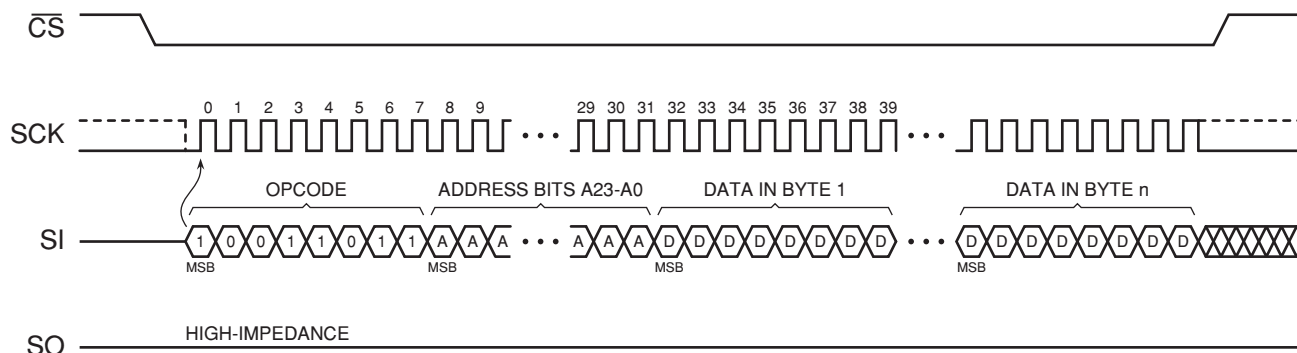 CS
0 1 2 3 4 5 6 7 8 9 29 30 31 32 33 34 35 36 37 38 39
SCK
OPCODE ADDRESS BITS A23-A0 DATA IN BYTE 1 DATA IN BYTE n
SI 1 0 0 1 1 0 1 1 A A A A A A D D D D D D D D D D D D D D D D
MSB MSB MSB MSB
HIGH-IMPEDANCE
SO